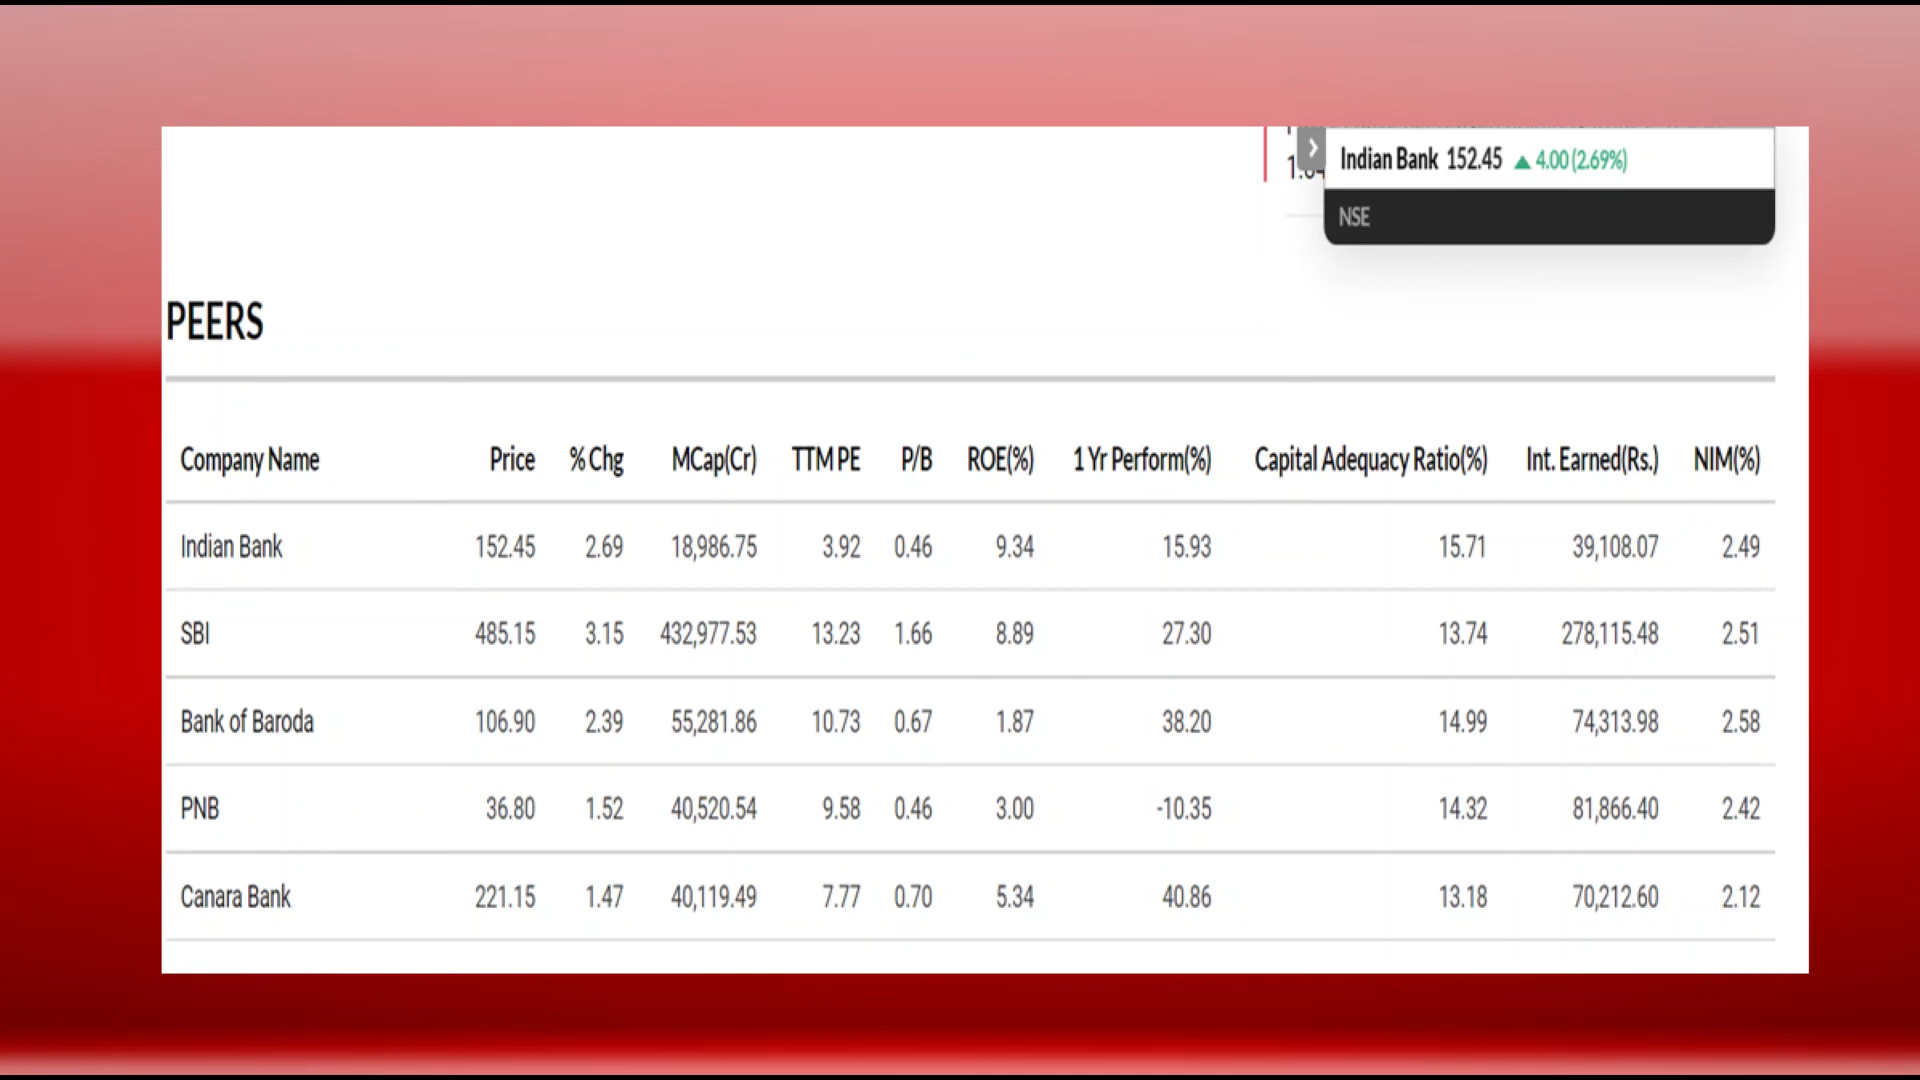 Indian Bank 152.45 ▲ 4.00 (2.69%)
NSE
PEERS
Company Name Price % Chg MCap(Cr) TTM PE P/B ROE(%) 1 Yr Perform(%) Capital Adequacy Ratio(%) Int. Earned(Rs.) NIM(%)
Indian Bank 152.45 2.69 18,986.75 3.92 0.46 9.34 15.93 15.71 39,108.07 2.49
SBI 485.15 3.15 432,977.53 13.23 1.66 8.89 27.30 13.74 278,115.48 2.51
Bank of Baroda 106.90 2.39 55,281.86 10.73 0.67 1.87 38.20 14.99 74,313.98 2.58
PNB 36.80 1.52 40,520.54 9.58 0.46 3.00 -10.35 14.32 81,866.40 2.42
Canara Bank 221.15 1.47 40,119.49 7.77 0.70 5.34 40.86 13.18 70,212.60 2.12